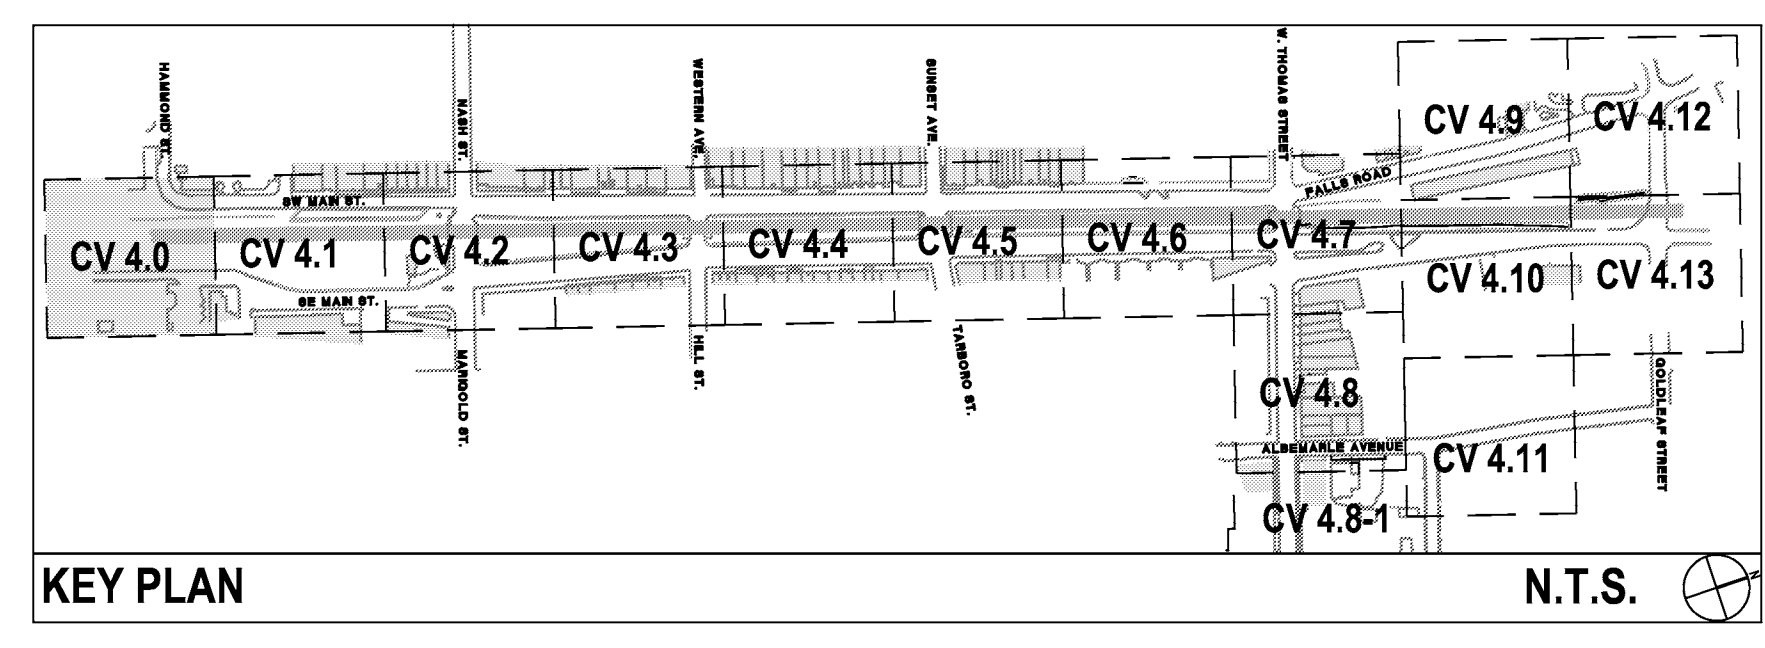 HAMMOND ST.
NASH ST.
WESTERN AVE.
SUNSET AVE.
W. THOMAS STREET
CV 4.9
CV 4.12
FALLS ROAD
SW MAIN ST.
CV 4.0
CV 4.1
CV 4.2
CV 4.3
CV 4.4
CV 4.5
CV 4.6
CV 4.7
CV 4.10
CV 4.13
SE MAIN ST.
MARIGOLD ST.
HILL ST.
TARBORO ST.
GOLDLEAF STREET
CV 4.8
ALBEMARLE AVENUE
CV 4.11
CV 4.8-1
KEY PLAN
N.T.S.
N